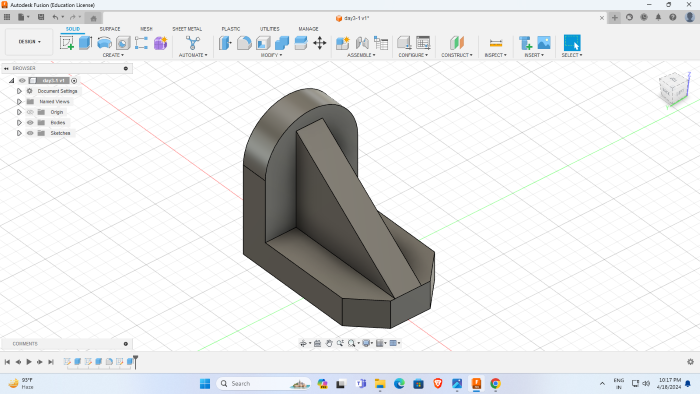 Autodesk Fusion (Education License)
day3-1 v1*
DESIGN
SOLID SURFACE MESH SHEET METAL PLASTIC UTILITIES MANAGE
CREATE AUTOMATE MODIFY ASSEMBLE CONFIGURE CONSTRUCT INSPECT INSERT SELECT
BROWSER
day3-1 v1
Document Settings
Named Views
Origin
Bodies
Sketches
COMMENTS
93°F
Haze
Search
ENG
IN
10:17 PM
4/18/2024